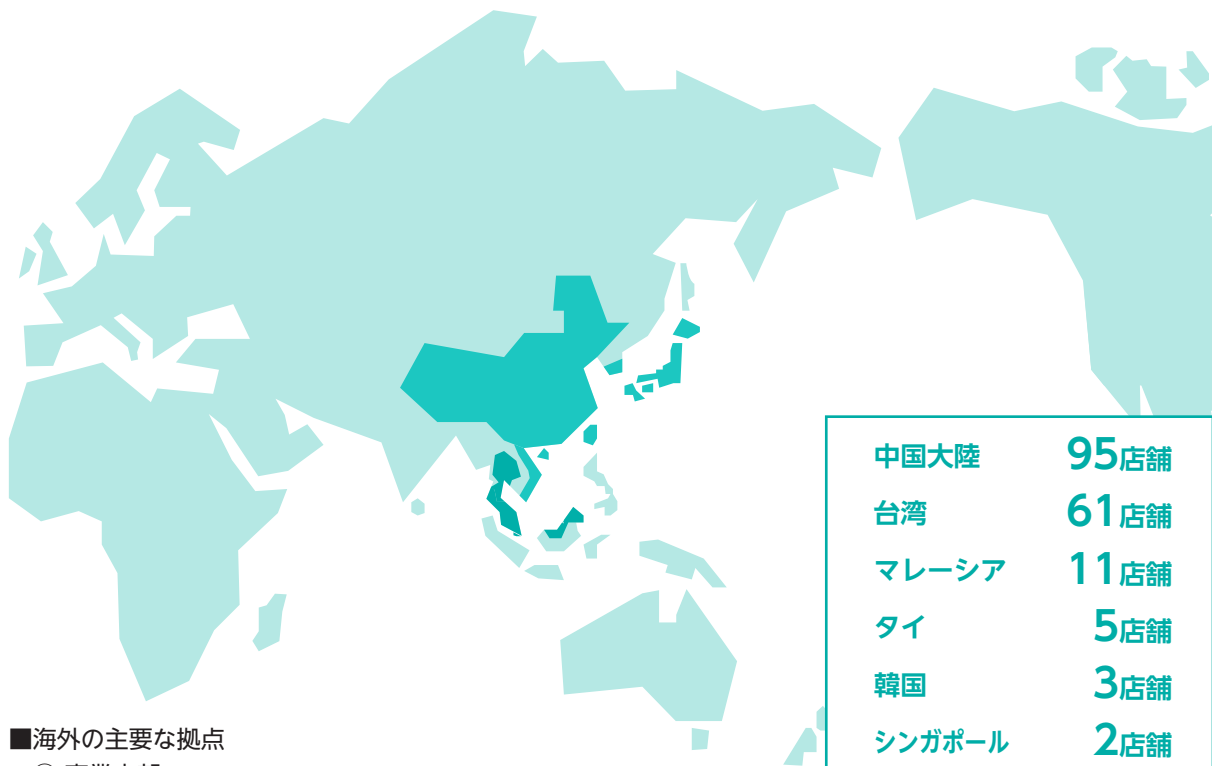 中国大陸 95店舗
台湾 61店舗
マレーシア 11店舗
タイ 5店舗
韓国 3店舗
シンガポール 2店舗
■海外の主要な拠点